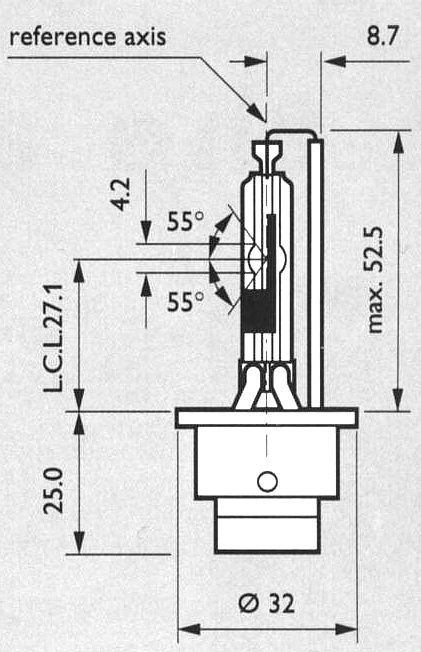 reference axis
8.7
4.2
55°
55°
L.C.L.27.1
max. 52.5
25.0
Ø 32